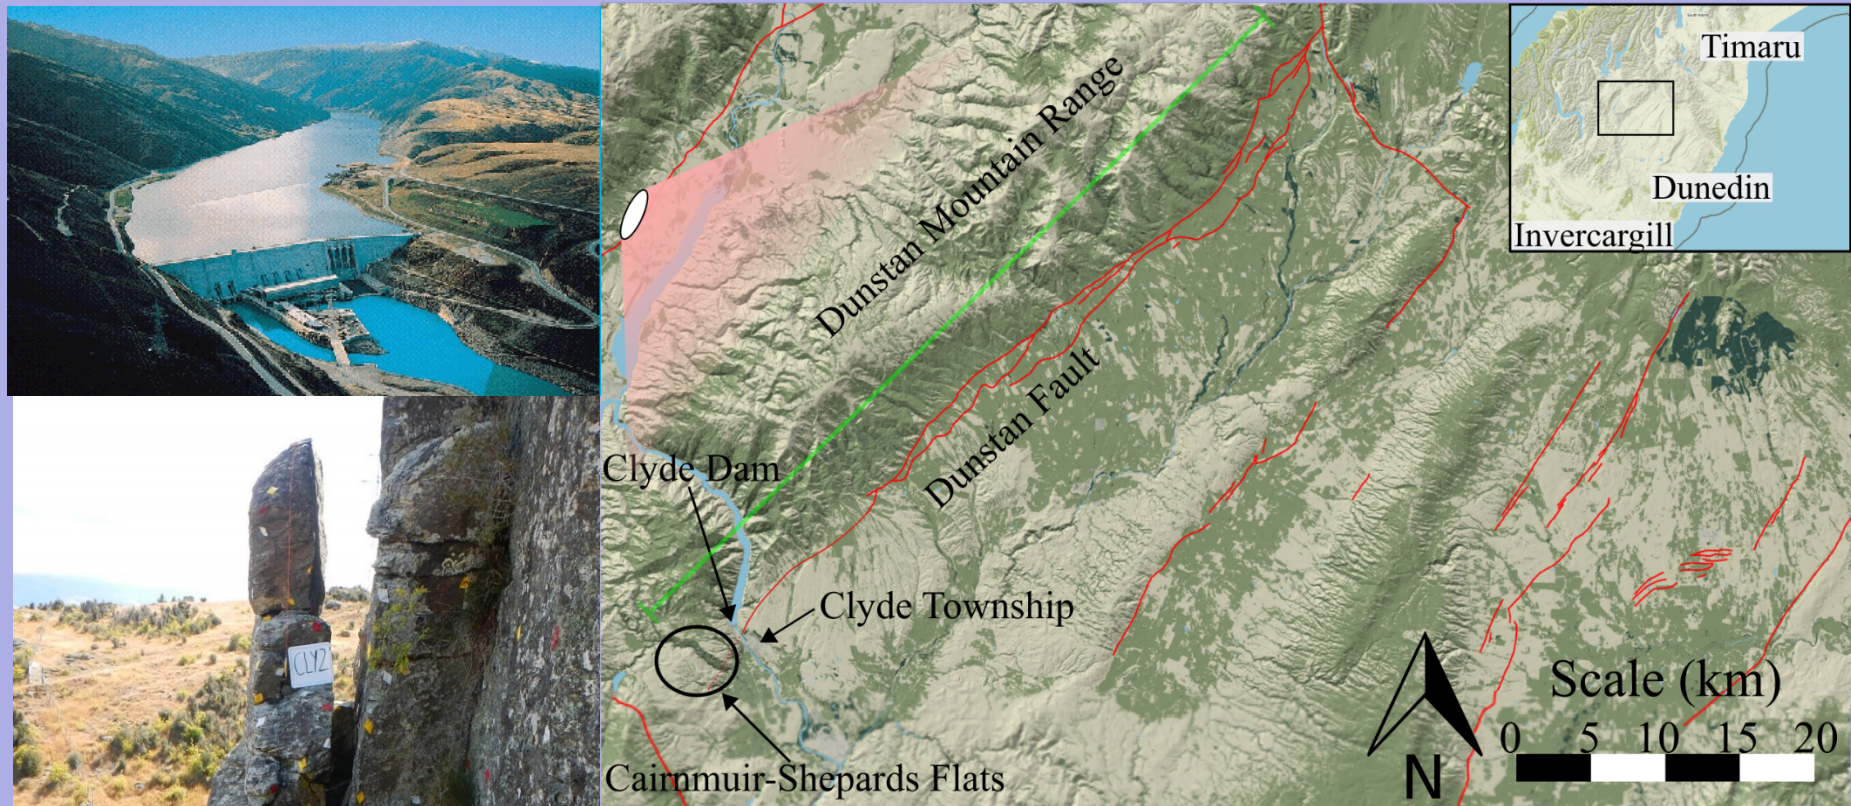 CLY2
Dunstan Mountain Range
Dunstan Fault
Clyde Dam
Clyde Township
Cairnmuir-Shepards Flats
Timaru
Dunedin
Invercargill
Scale (km)
0 5 10 15 20
N